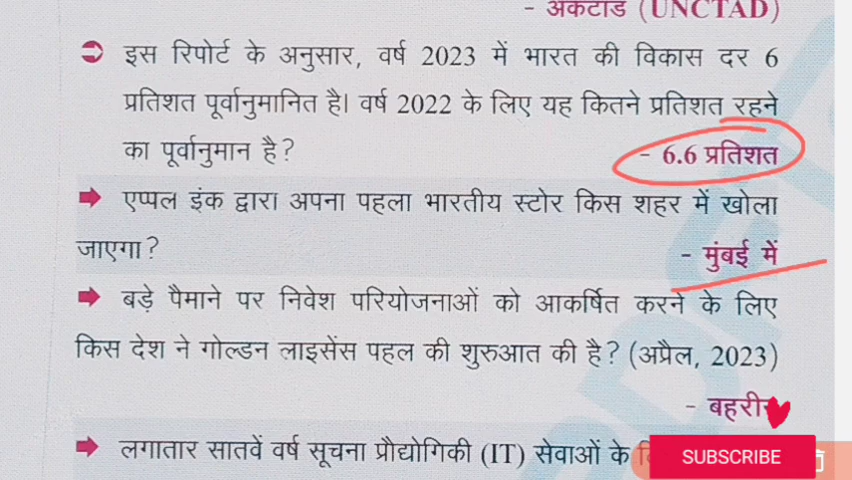 - अंकटाड (UNCTAD)
इस रिपोर्ट के अनुसार, वर्ष 2023 में भारत की विकास दर 6
प्रतिशत पूर्वानुमानित है। वर्ष 2022 के लिए यह कितने प्रतिशत रहने
का पूर्वानुमान है? - 6.6 प्रतिशत
एप्पल इंक द्वारा अपना पहला भारतीय स्टोर किस शहर में खोला
जाएगा? - मुंबई में
बड़े पैमाने पर निवेश परियोजनाओं को आकर्षित करने के लिए
किस देश ने गोल्डन लाइसेंस पहल की शुरुआत की है? (अप्रैल, 2023)
- बहरीन
लगातार सातवें वर्ष सूचना प्रौद्योगिकी (IT) सेवाओं के
SUBSCRIBE